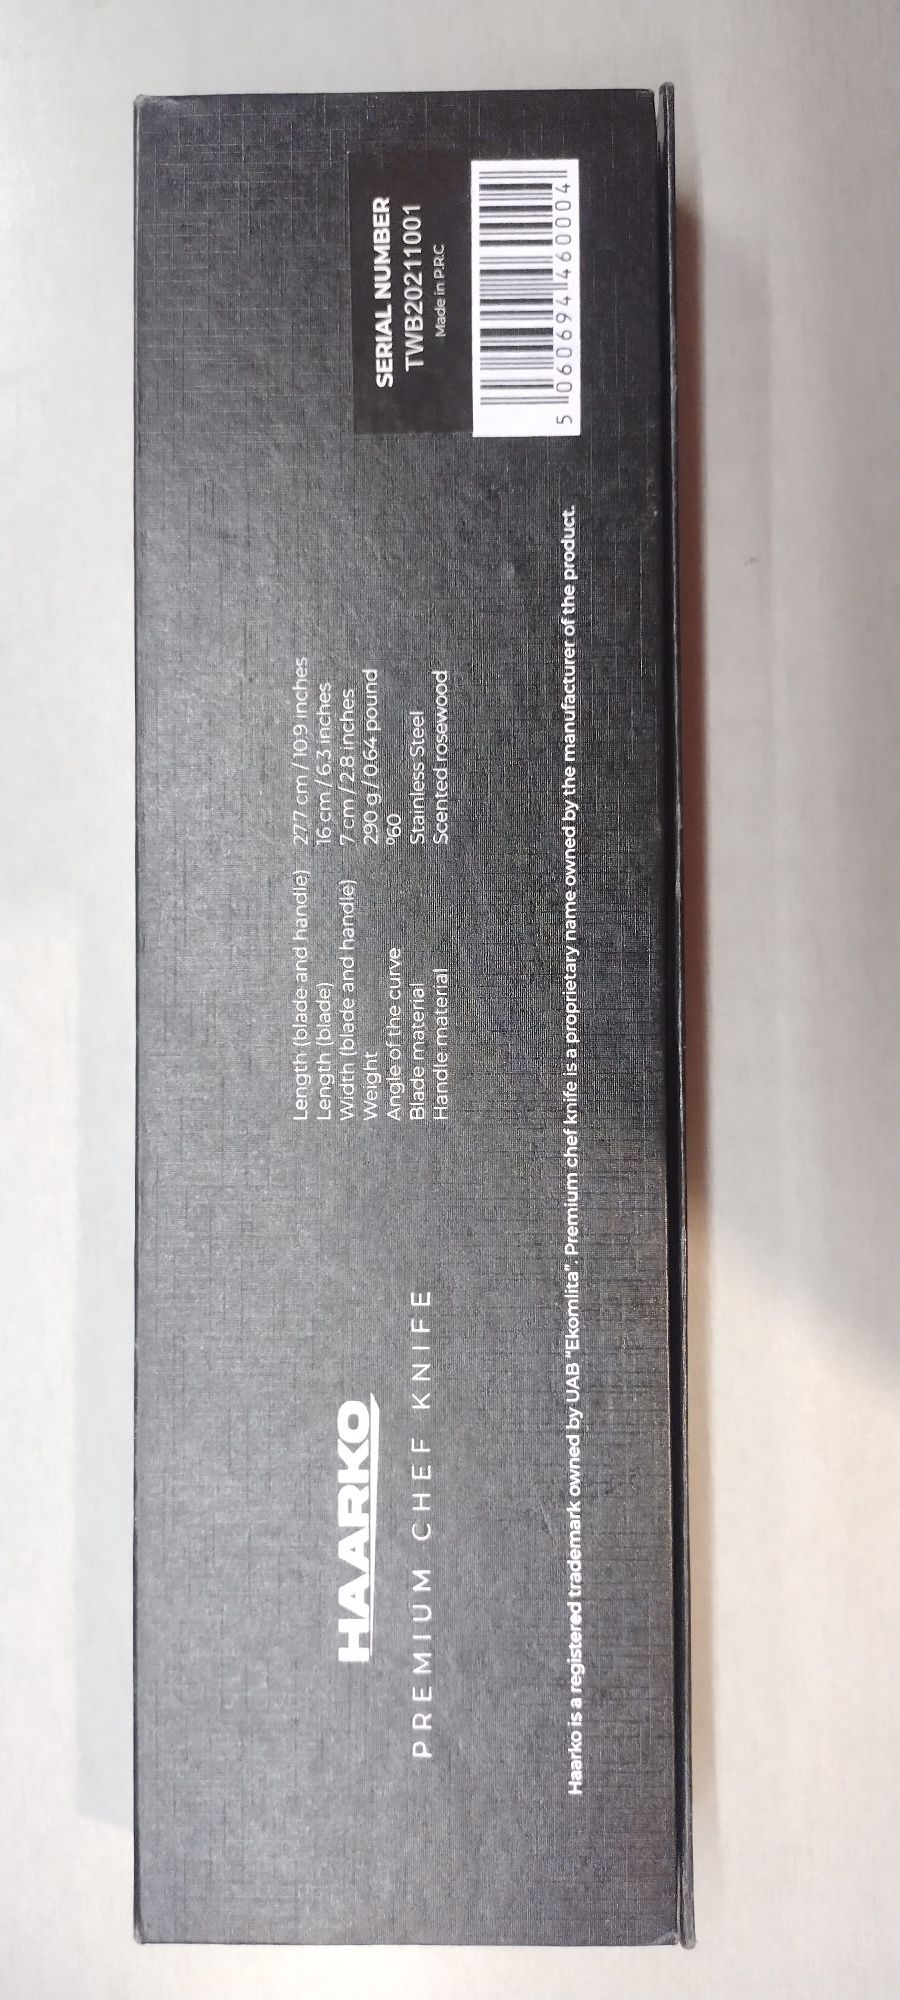 HAARKO
PREMIUM CHEF KNIFE
Length (blade and handle) 27.7 cm / 10.9 inches
Length (blade) 16 cm / 6.3 inches
Width (blade and handle) 7 cm / 2.8 inches
Weight 290 g / 0.64 pound
Angle of the curve º60
Blade material Stainless Steel
Handle material Scented rosewood
SERIAL NUMBER
TWB20211001
Made in P.R.C
5 060694 460004
Haarko is a registered trademark owned by UAB "Ekomlita". Premium chef knife is a proprietary name owned by the manufacturer of the product.